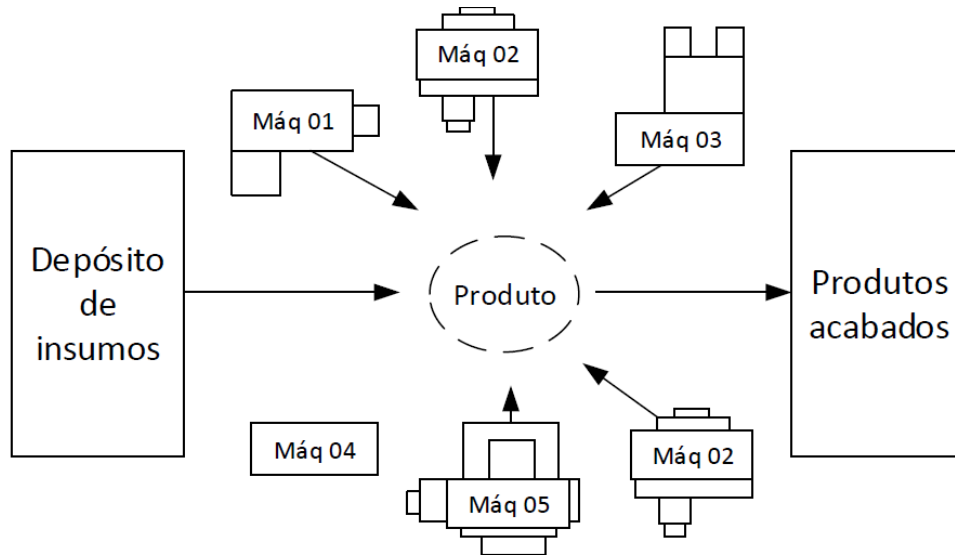 Máq 02
Máq 01
Máq 03
Depósito
de
insumos
Produto
Produtos
acabados
Máq 04
Máq 05
Máq 02